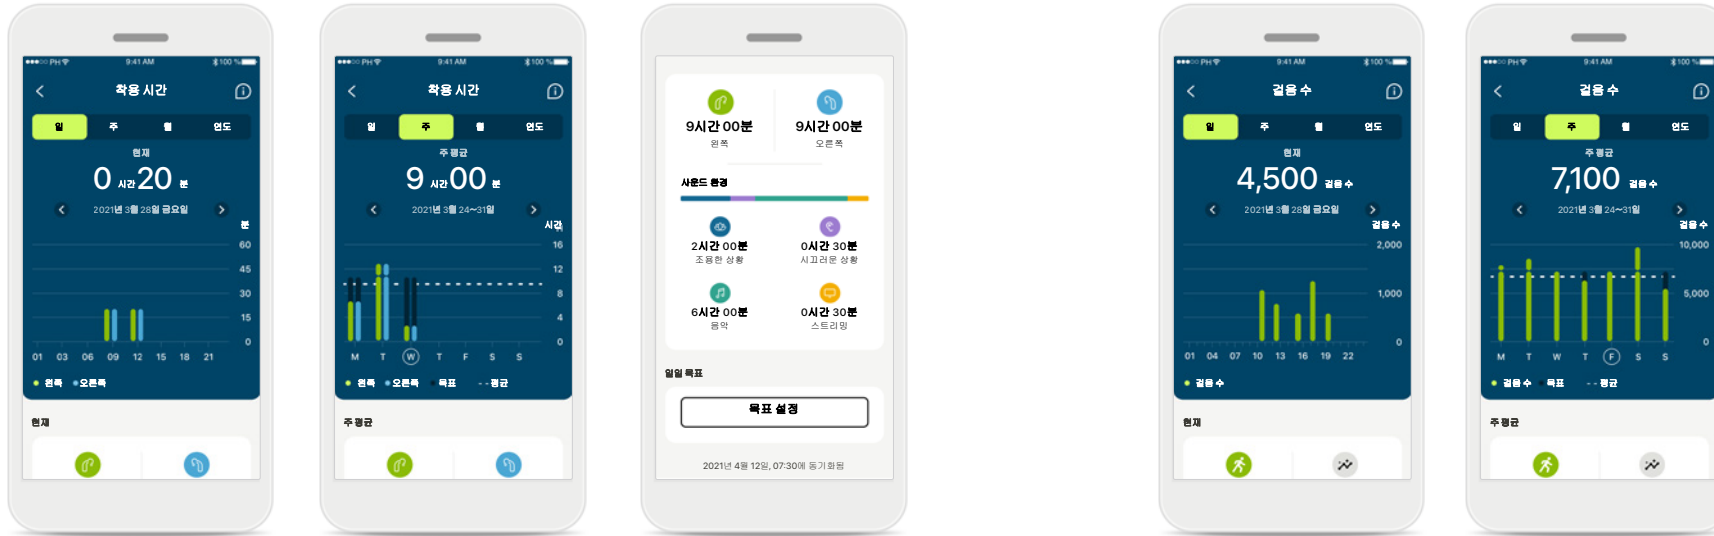 PH 9:41 AM 100 %
착용 시간
일 주 월 연도
현재
0 시간 20 분
2021년 3월 28일 금요일
분
60
45
30
15
0
01 03 06 09 12 15 18 21
왼쪽 오른쪽
현재
PH 9:41 AM 100 %
착용 시간
일 주 월 연도
주 평균
9 시간 00 분
2021년 3월 24~31일
시간
16
12
8
4
0
M T W T F S S
왼쪽 오른쪽 목표 -- 평균
주 평균
9시간 00분 9시간 00분
왼쪽 오른쪽
사운드 환경
2시간 00분 0시간 30분
조용한 상황 시끄러운 상황
6시간 00분 0시간 30분
음악 스트리밍
일일 목표
목표 설정
2021년 4월 12일, 07:30에 동기화됨
PH 9:41 AM 100 %
걸음 수
일 주 월 연도
현재
4,500 걸음 수
2021년 3월 28일 금요일
걸음 수
2,000
1,000
0
01 04 07 10 13 16 19 22
걸음 수
현재
PH 9:41 AM 100 %
걸음 수
일 주 월 연도
주 평균
7,100 걸음 수
2021년 3월 24~31일
걸음 수
10,000
5,000
0
M T W T F S S
걸음 수 목표 -- 평균
주 평균